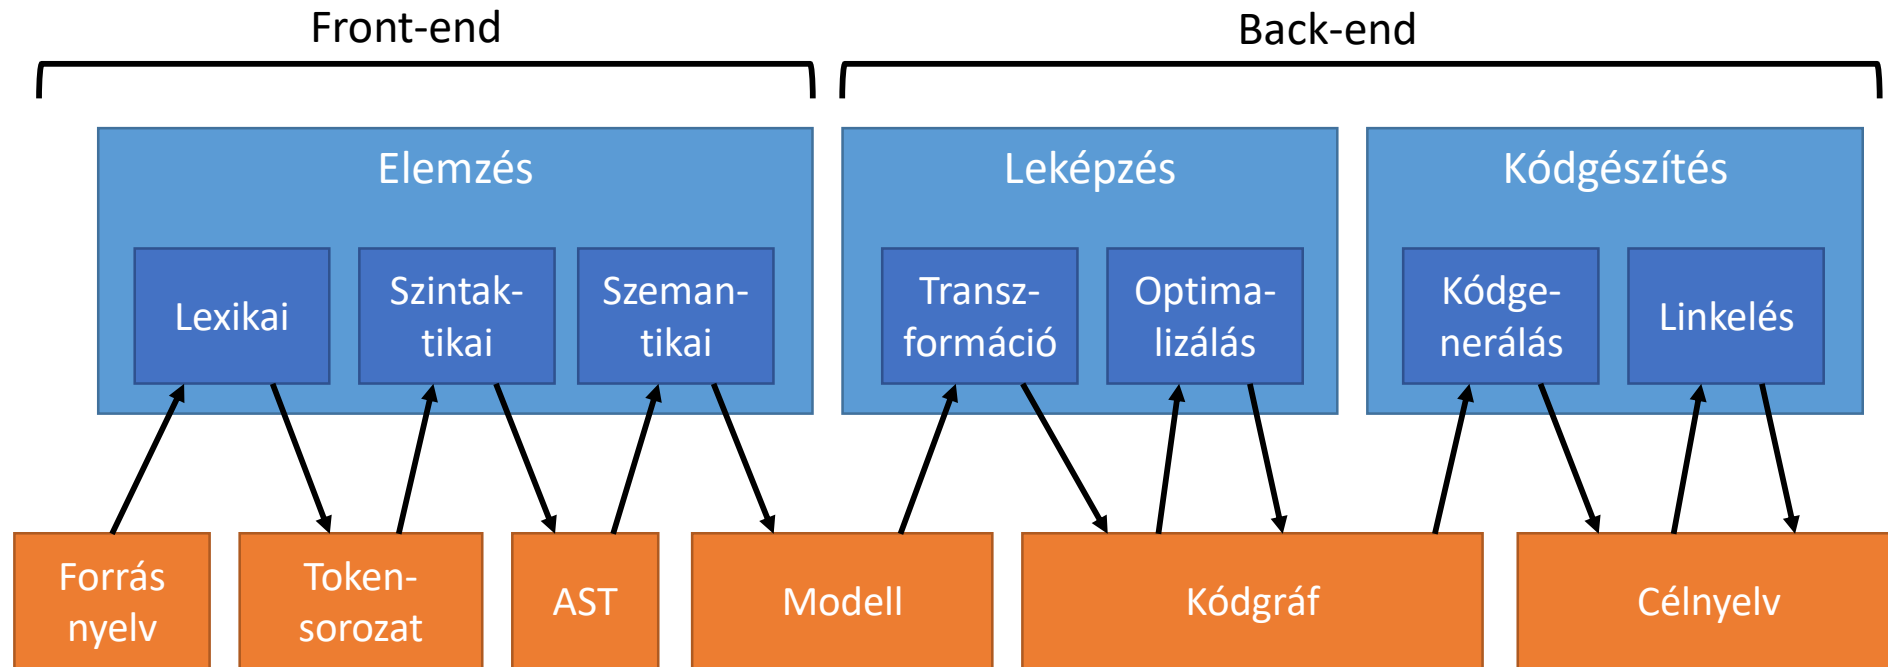 Front-end
Back-end
Elemzés
Leképzés
Kódgészítés
Lexikai
Szintak-
tikai
Szeman-
tikai
Transz-
formáció
Optima-
lizálás
Kódge-
nerálás
Linkelés
Forrás
nyelv
Token-
sorozat
AST
Modell
Kódgráf
Célnyelv